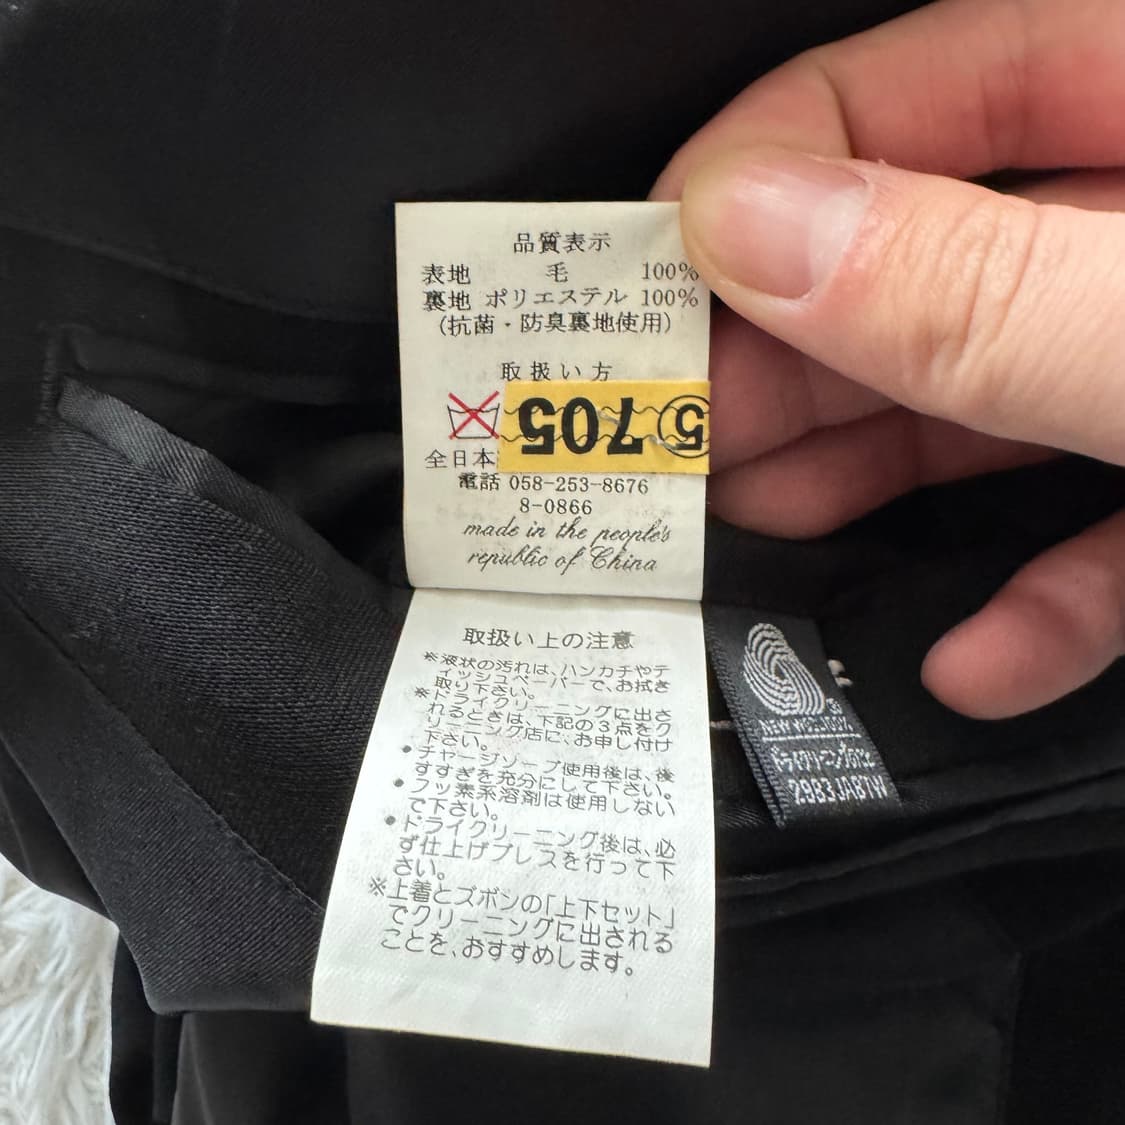 品質表示
表地 毛 100%
裏地 ポリエステル 100%
(抗菌・防臭裏地使用)
取扱い方
⑤705
全日本
電話 058-253-8676
8-0866
made in the people's
republic of China
取扱い上の注意
※液状の汚れは、ハンカチやテ
ィッシュペーパーで、お拭き
取り下さい。
※ドライクリーニングに出さ
れるときは、下記の3点をク
リーニング店に、お申し付け
下さい。
•チャージソープ使用後は、後
すすぎを充分にして下さい。
•フッ素系溶剤は使用しない
で下さい。
•ドライクリーニング後は、必
ず仕上げプレスを行って下
さい。
※上着とズボンの「上下セット」
でクリーニングに出される
ことを、おすすめします。
NEW WOOL 100%
2983JAB7W